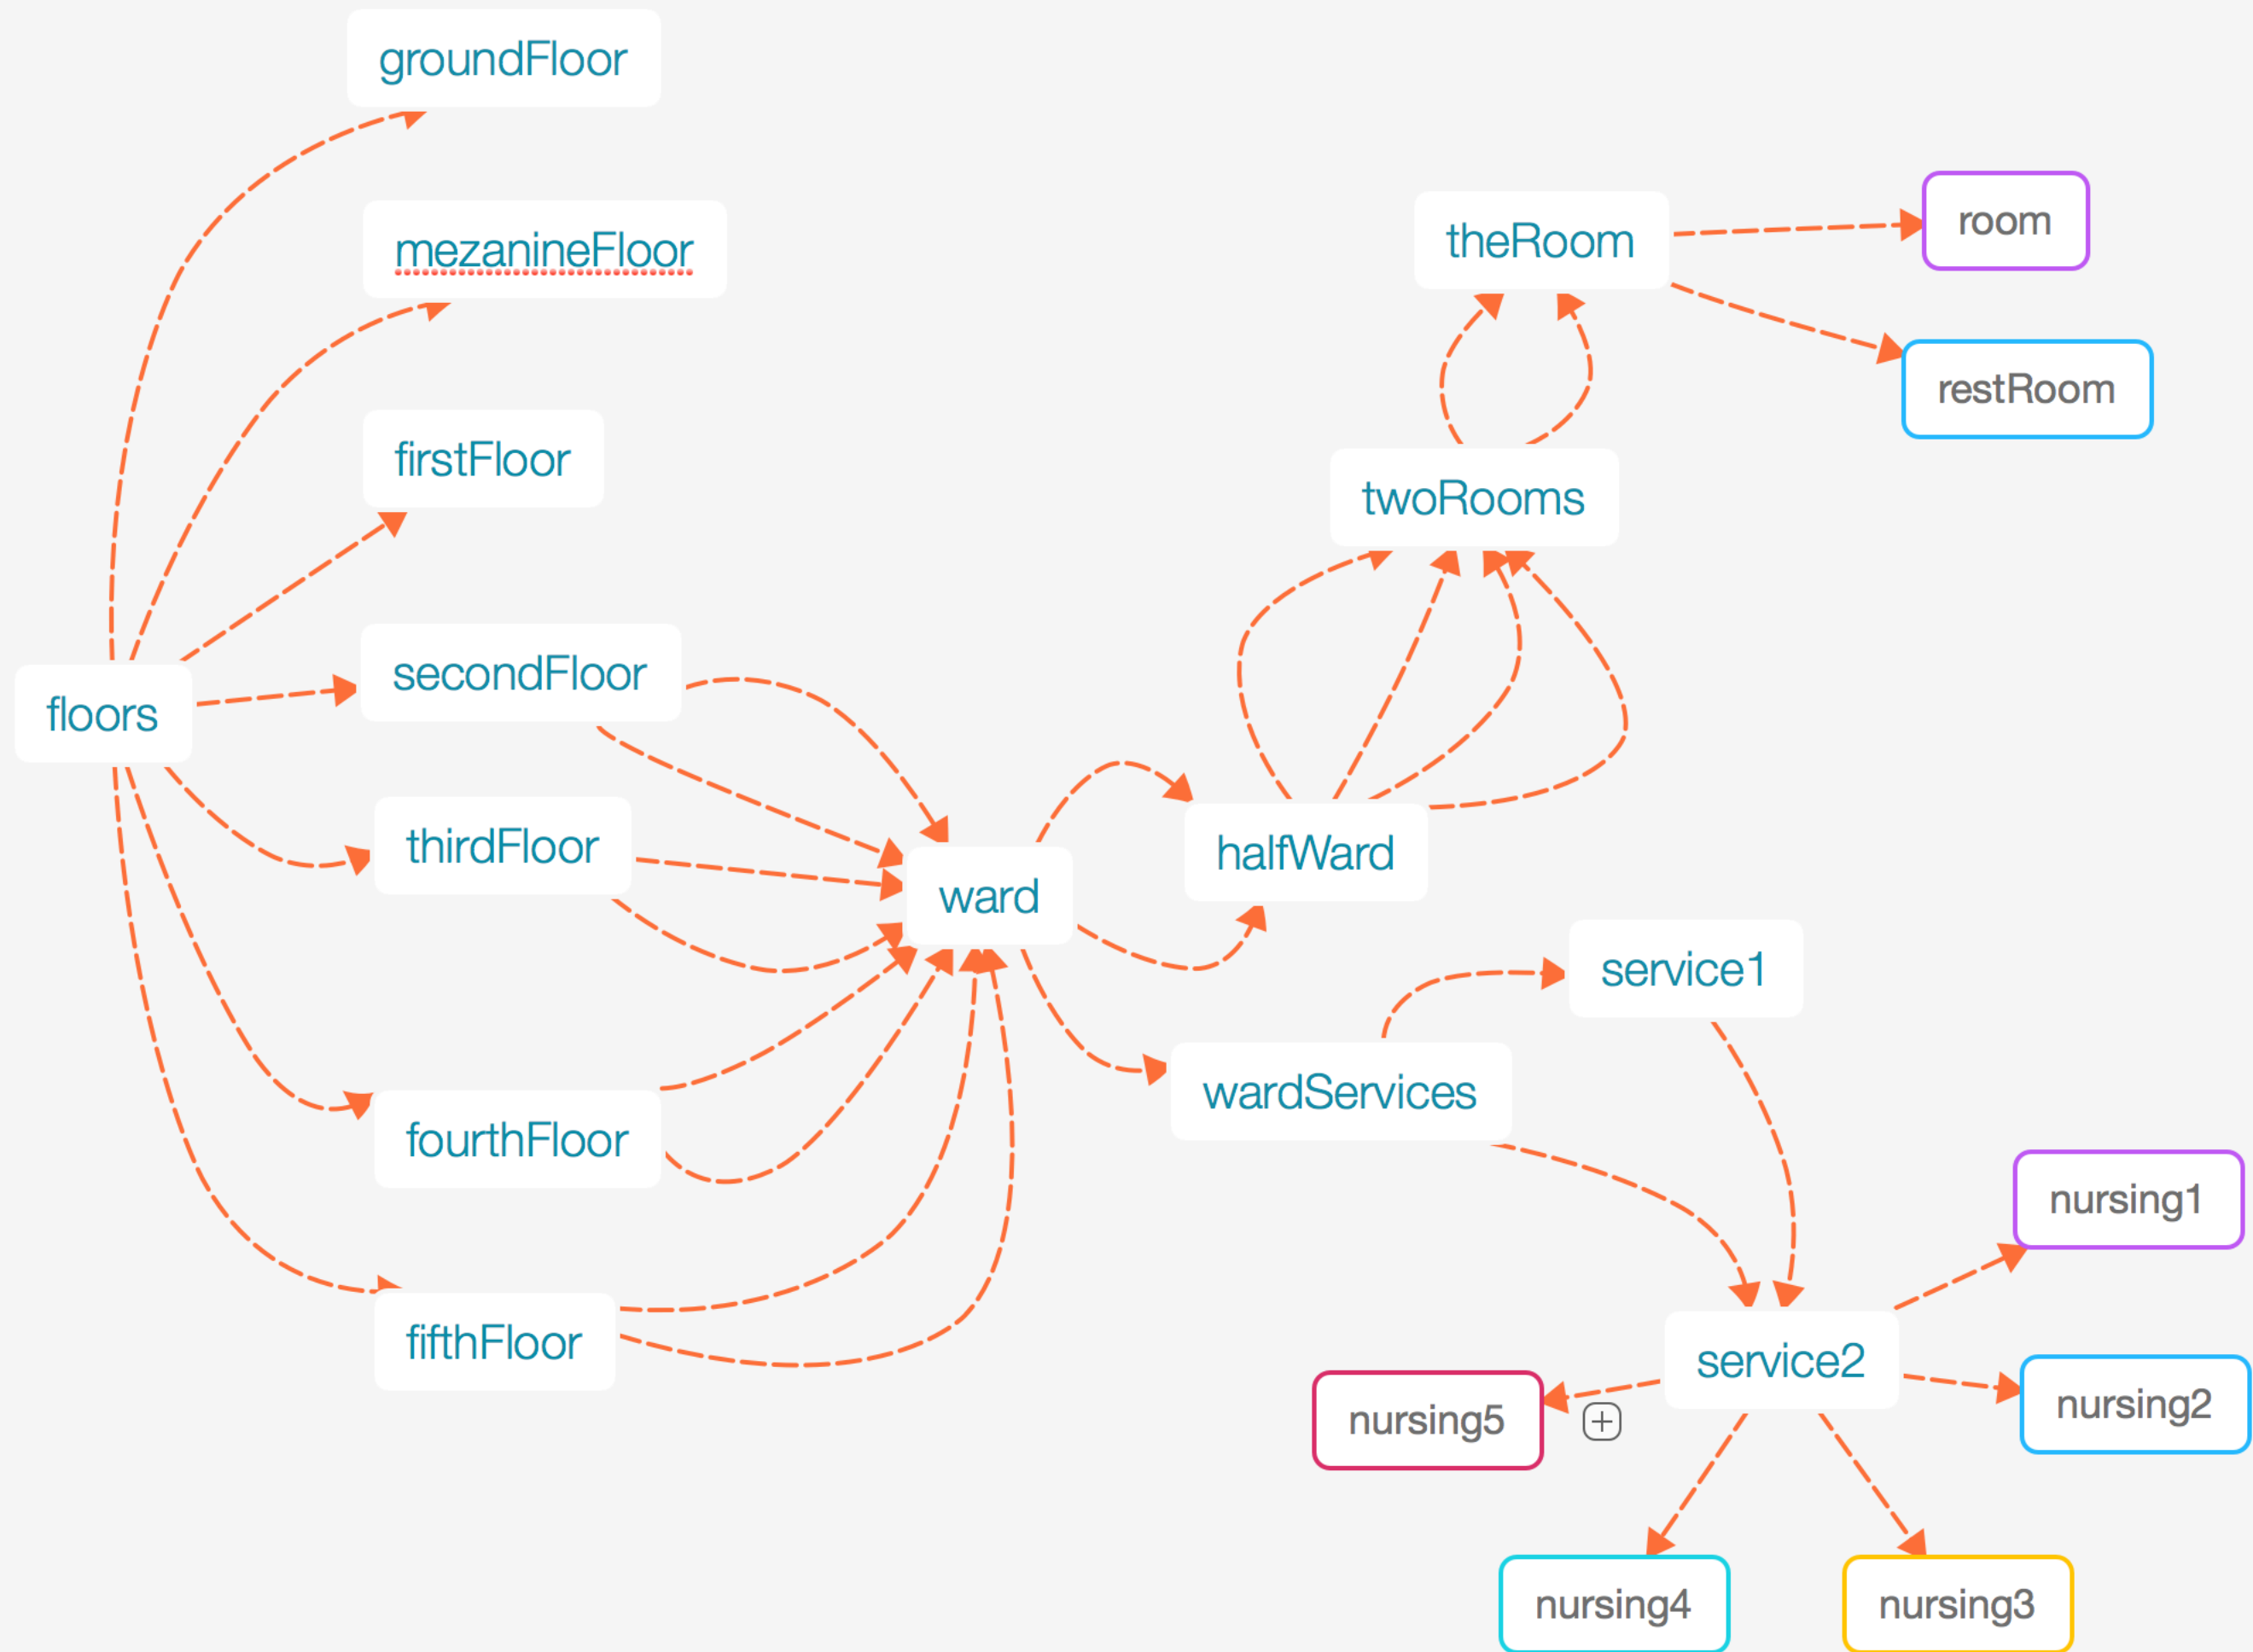 groundFloor
mezanineFloor
firstFloor
secondFloor
floors
thirdFloor
fourthFloor
fifthFloor
ward
halfWard
wardServices
twoRooms
theRoom
room
restRoom
service1
service2
nursing1
nursing2
nursing3
nursing4
nursing5